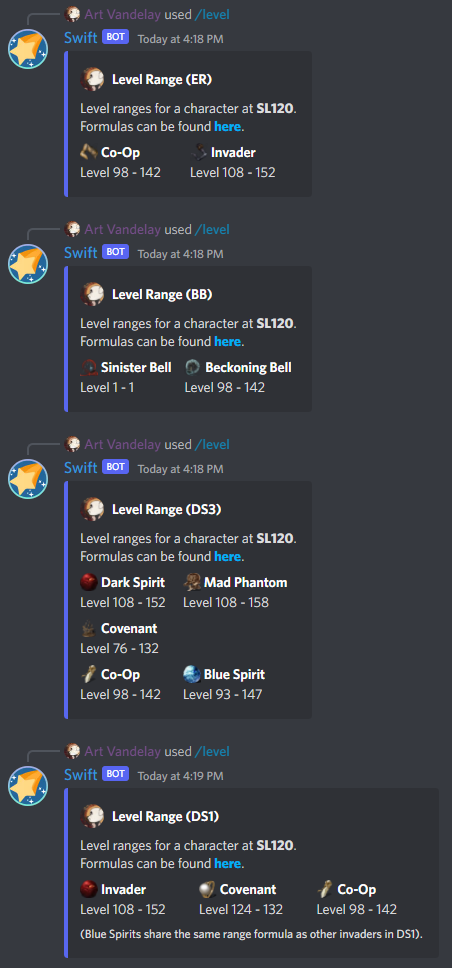 Art Vandelay used /level
Swift BOT Today at 4:18 PM
Level Range (ER)
Level ranges for a character at SL120.
Formulas can be found here.
Co-Op Invader
Level 98 - 142 Level 108 - 152
Art Vandelay used /level
Swift BOT Today at 4:18 PM
Level Range (BB)
Level ranges for a character at SL120.
Formulas can be found here.
Sinister Bell Beckoning Bell
Level 1 - 1 Level 98 - 142
Art Vandelay used /level
Swift BOT Today at 4:18 PM
Level Range (DS3)
Level ranges for a character at SL120.
Formulas can be found here.
Dark Spirit Mad Phantom
Level 108 - 152 Level 108 - 158
Covenant
Level 76 - 132
Co-Op Blue Spirit
Level 98 - 142 Level 93 - 147
Art Vandelay used /level
Swift BOT Today at 4:19 PM
Level Range (DS1)
Level ranges for a character at SL120.
Formulas can be found here.
Invader Covenant Co-Op
Level 108 - 152 Level 124 - 132 Level 98 - 142
(Blue Spirits share the same range formula as other invaders in DS1).